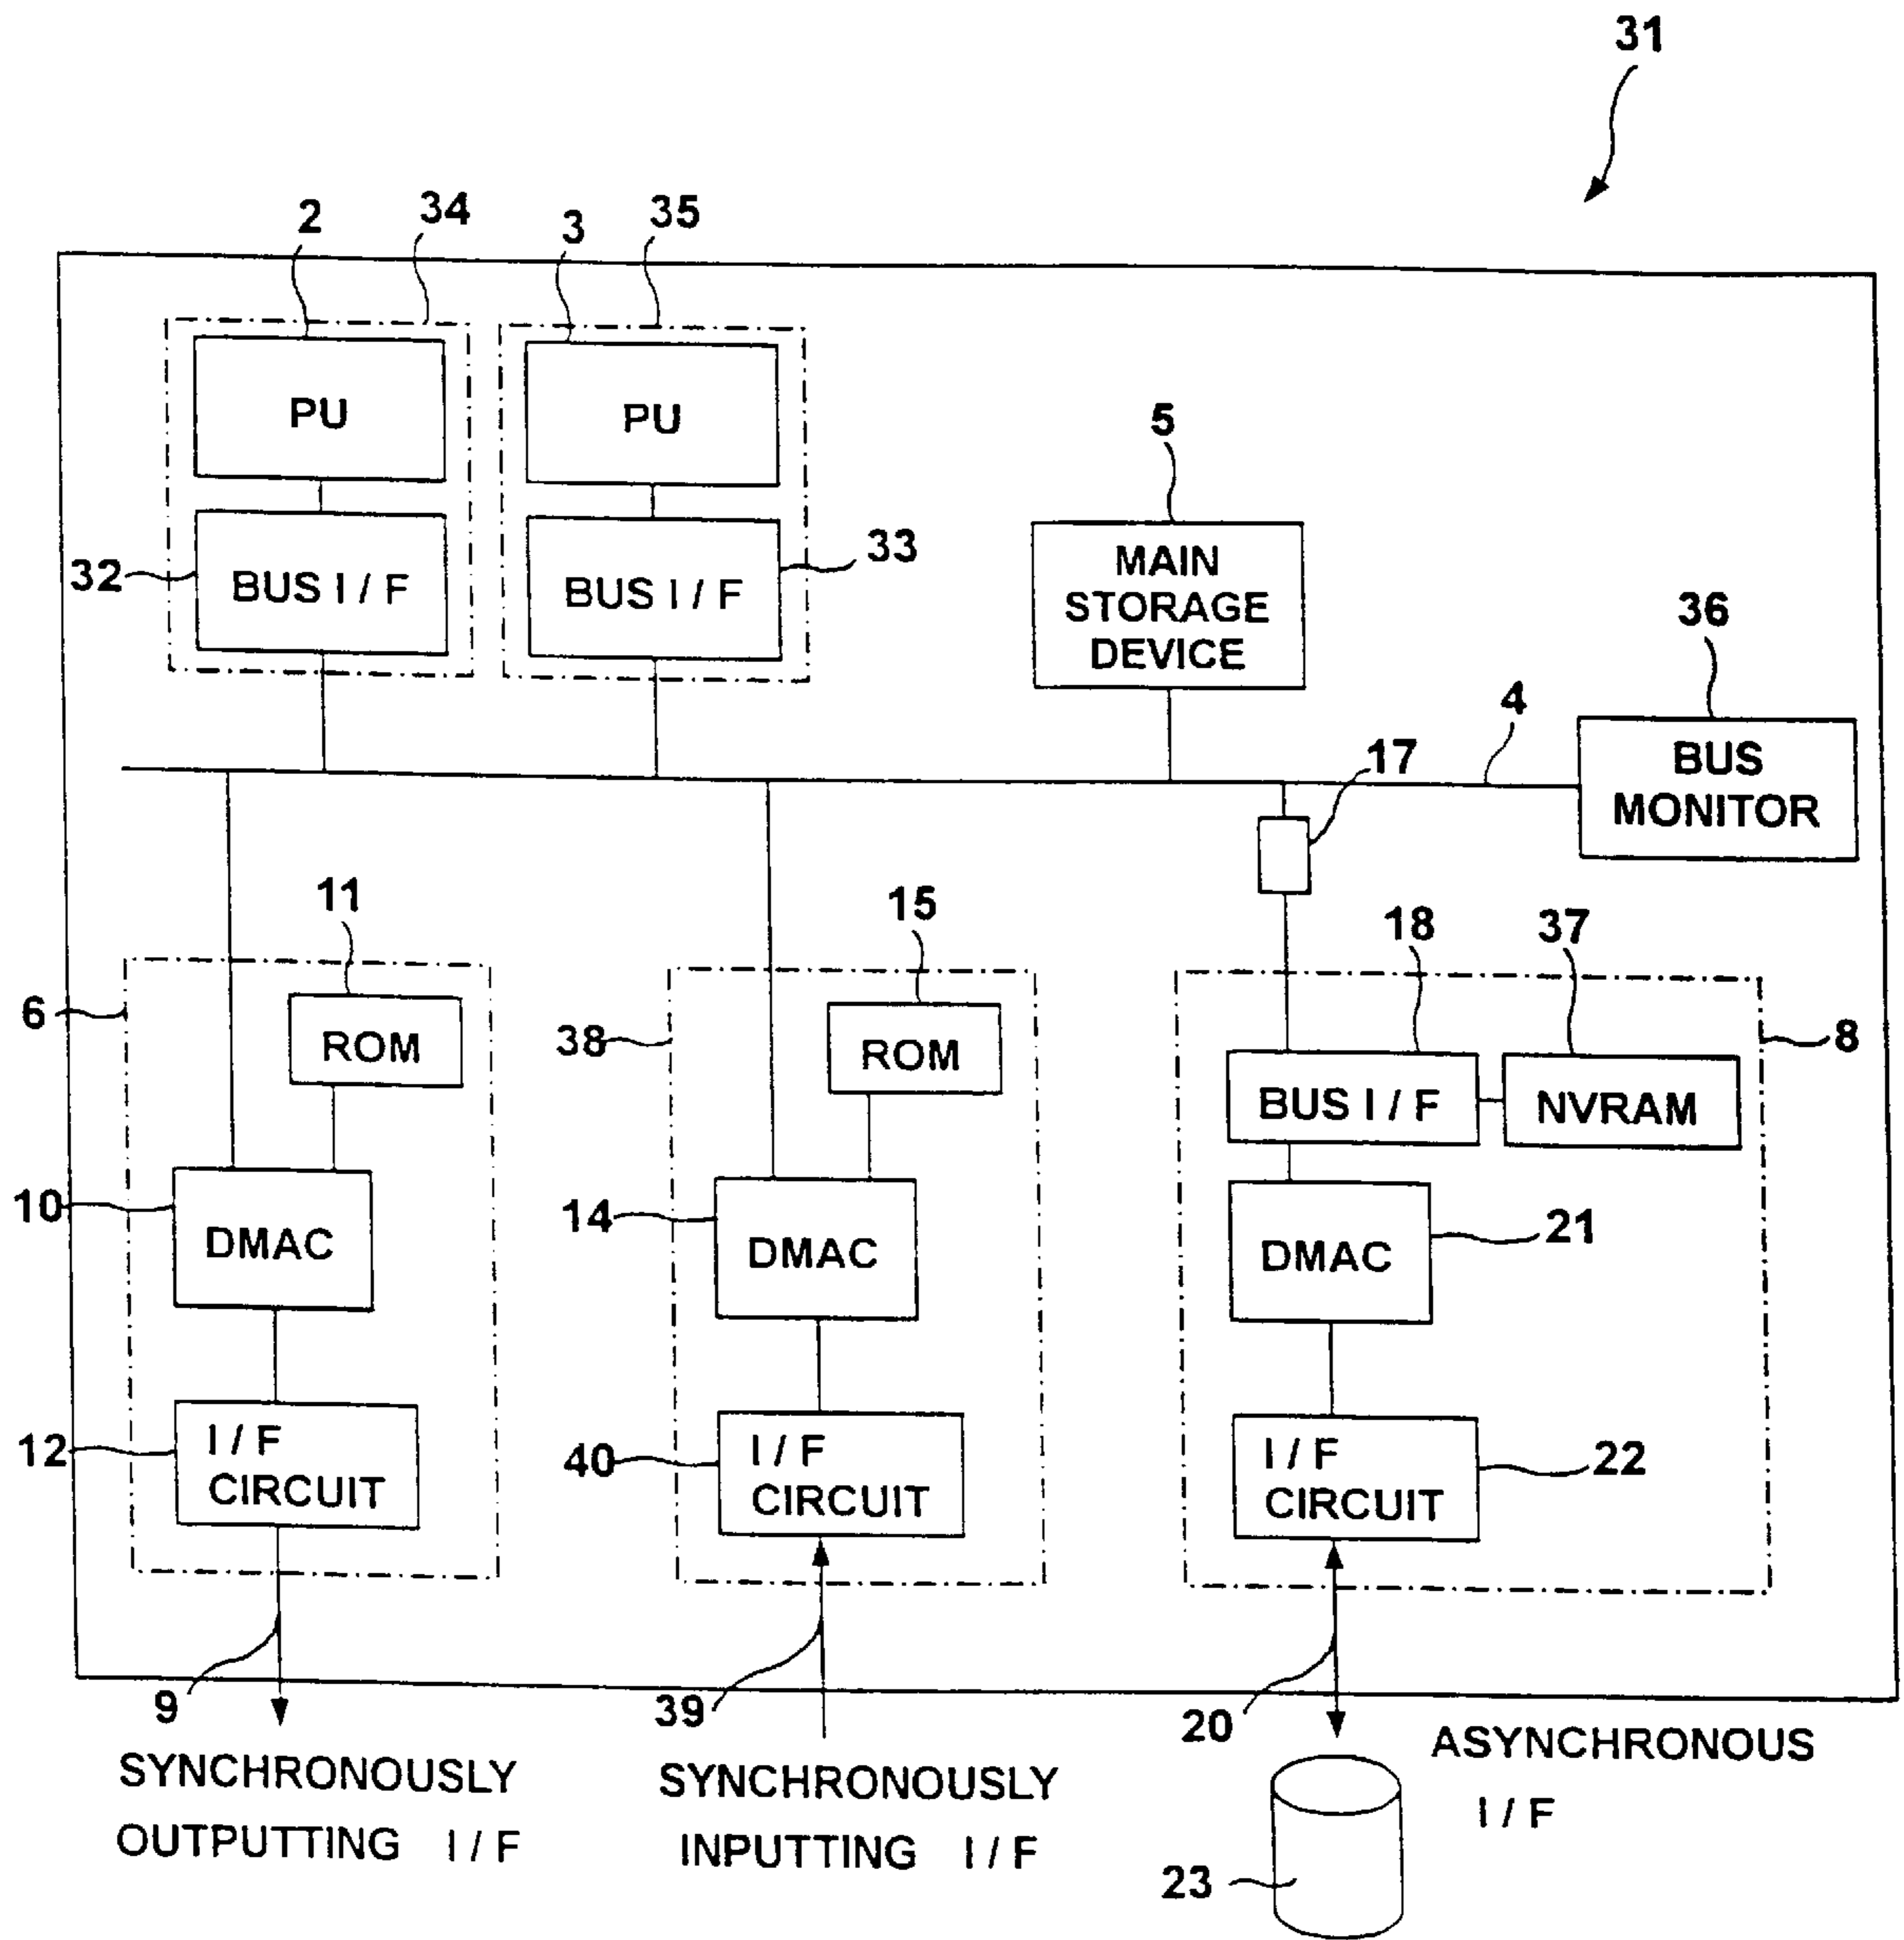 31
2
34
3
35
PU
PU
5
32
BUS I / F
BUS I / F
33
MAIN
STORAGE
DEVICE
36
4
17
BUS
MONITOR
11
15
18
37
6
ROM
38
ROM
8
BUS I / F
NVRAM
10
DMAC
14
DMAC
DMAC
21
12
I / F
CIRCUIT
40
I / F
CIRCUIT
I / F
CIRCUIT
22
9
39
20
SYNCHRONOUSLY
OUTPUTTING I / F
SYNCHRONOUSLY
INPUTTING I / F
ASYNCHRONOUS
I / F
23